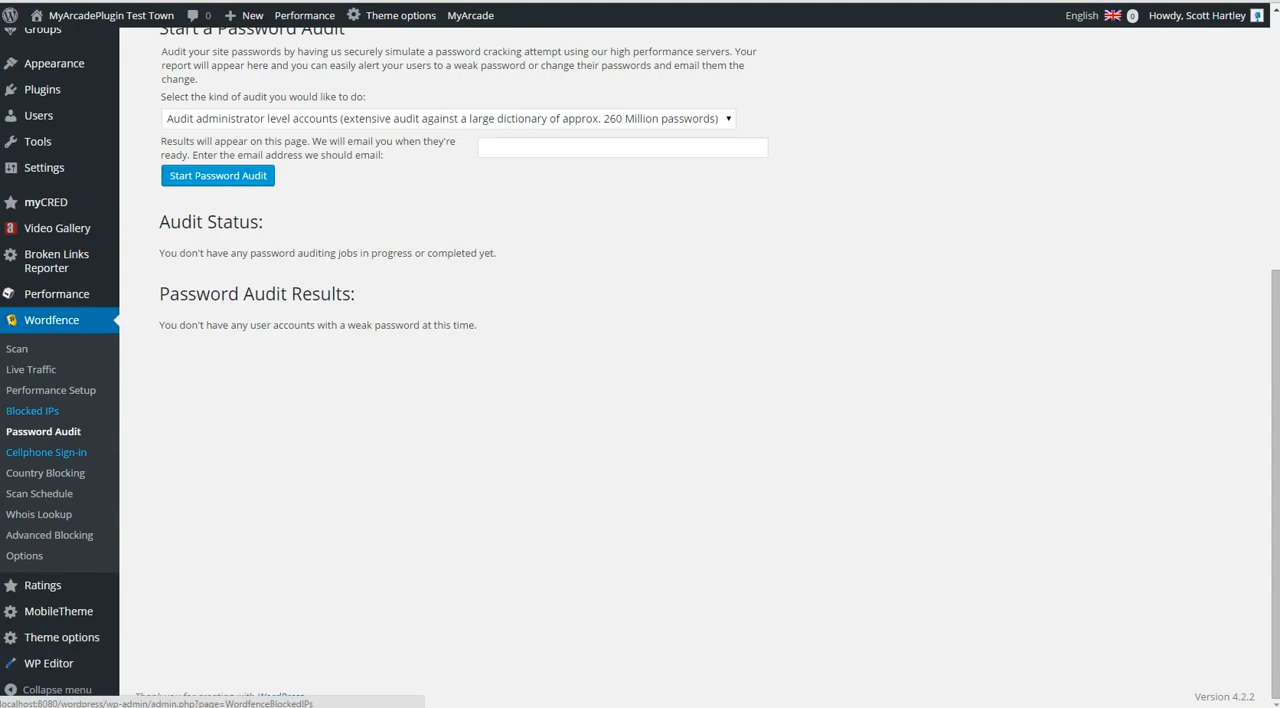 MyArcadePlugin Test Town 0 New Performance Theme options MyArcade English 0 Howdy, Scott Hartley
Groups
Appearance
Plugins
Users
Tools
Settings
myCRED
Video Gallery
Broken Links
Reporter
Performance
Wordfence
Scan
Live Traffic
Performance Setup
Blocked IPs
Password Audit
Cellphone Sign-in
Country Blocking
Scan Schedule
Whois Lookup
Advanced Blocking
Options
Ratings
MobileTheme
Theme options
WP Editor
Collapse menu
Start a Password Audit
Audit your site passwords by having us securely simulate a password cracking attempt using our high performance servers. Your
report will appear here and you can easily alert your users to a weak password or change their passwords and email them the
change.
Select the kind of audit you would like to do:
Audit administrator level accounts (extensive audit against a large dictionary of approx. 260 Million passwords)
Results will appear on this page. We will email you when they're
ready. Enter the email address we should email:
Start Password Audit
Audit Status:
You don't have any password auditing jobs in progress or completed yet.
Password Audit Results:
You don't have any user accounts with a weak password at this time.
Thank you for creating with WordPress
Version 4.2.2
localhost:8080/wordpress/wp-admin/admin.php?page=WordfenceBlockedIPs